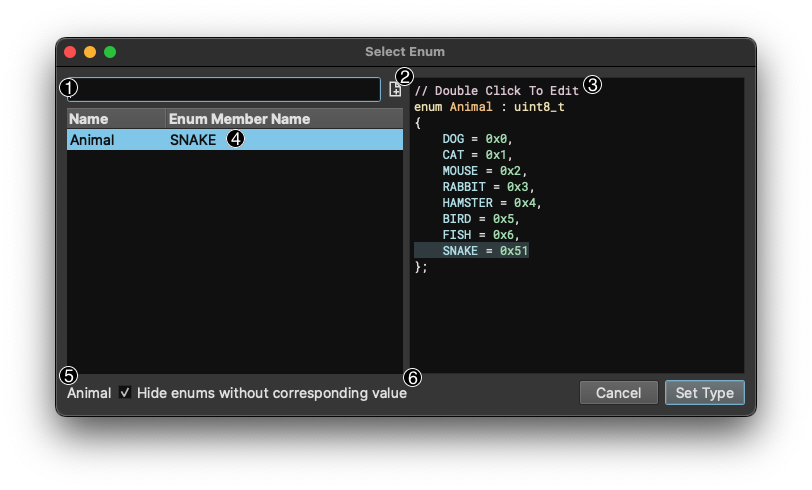 Select Enum
①
②
// Double Click To Edit ③
enum Animal : uint8_t
{
DOG = 0x0,
CAT = 0x1,
MOUSE = 0x2,
RABBIT = 0x3,
HAMSTER = 0x4,
BIRD = 0x5,
FISH = 0x6,
SNAKE = 0x51
};
Name Enum Member Name
Animal SNAKE ④
⑤
⑥
Animal Hide enums without corresponding value
Cancel Set Type